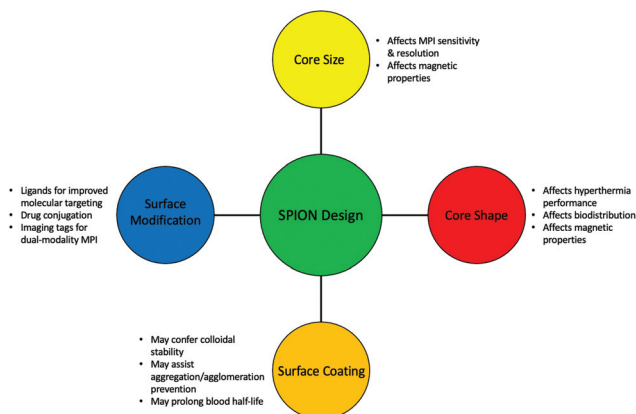 Core Size
• Affects MPI sensitivity
& resolution
• Affects magnetic
properties
• Ligands for improved
molecular targeting
• Drug conjugation
• Imaging tags for
dual-modality MPI
Surface
Modification
SPION Design
Core Shape
• Affects hyperthermia
performance
• Affects biodistribution
• Affects magnetic
properties
• May confer colloidal
stability
• May assist
aggregation/agglomeration
prevention
• May prolong blood half-life
Surface Coating